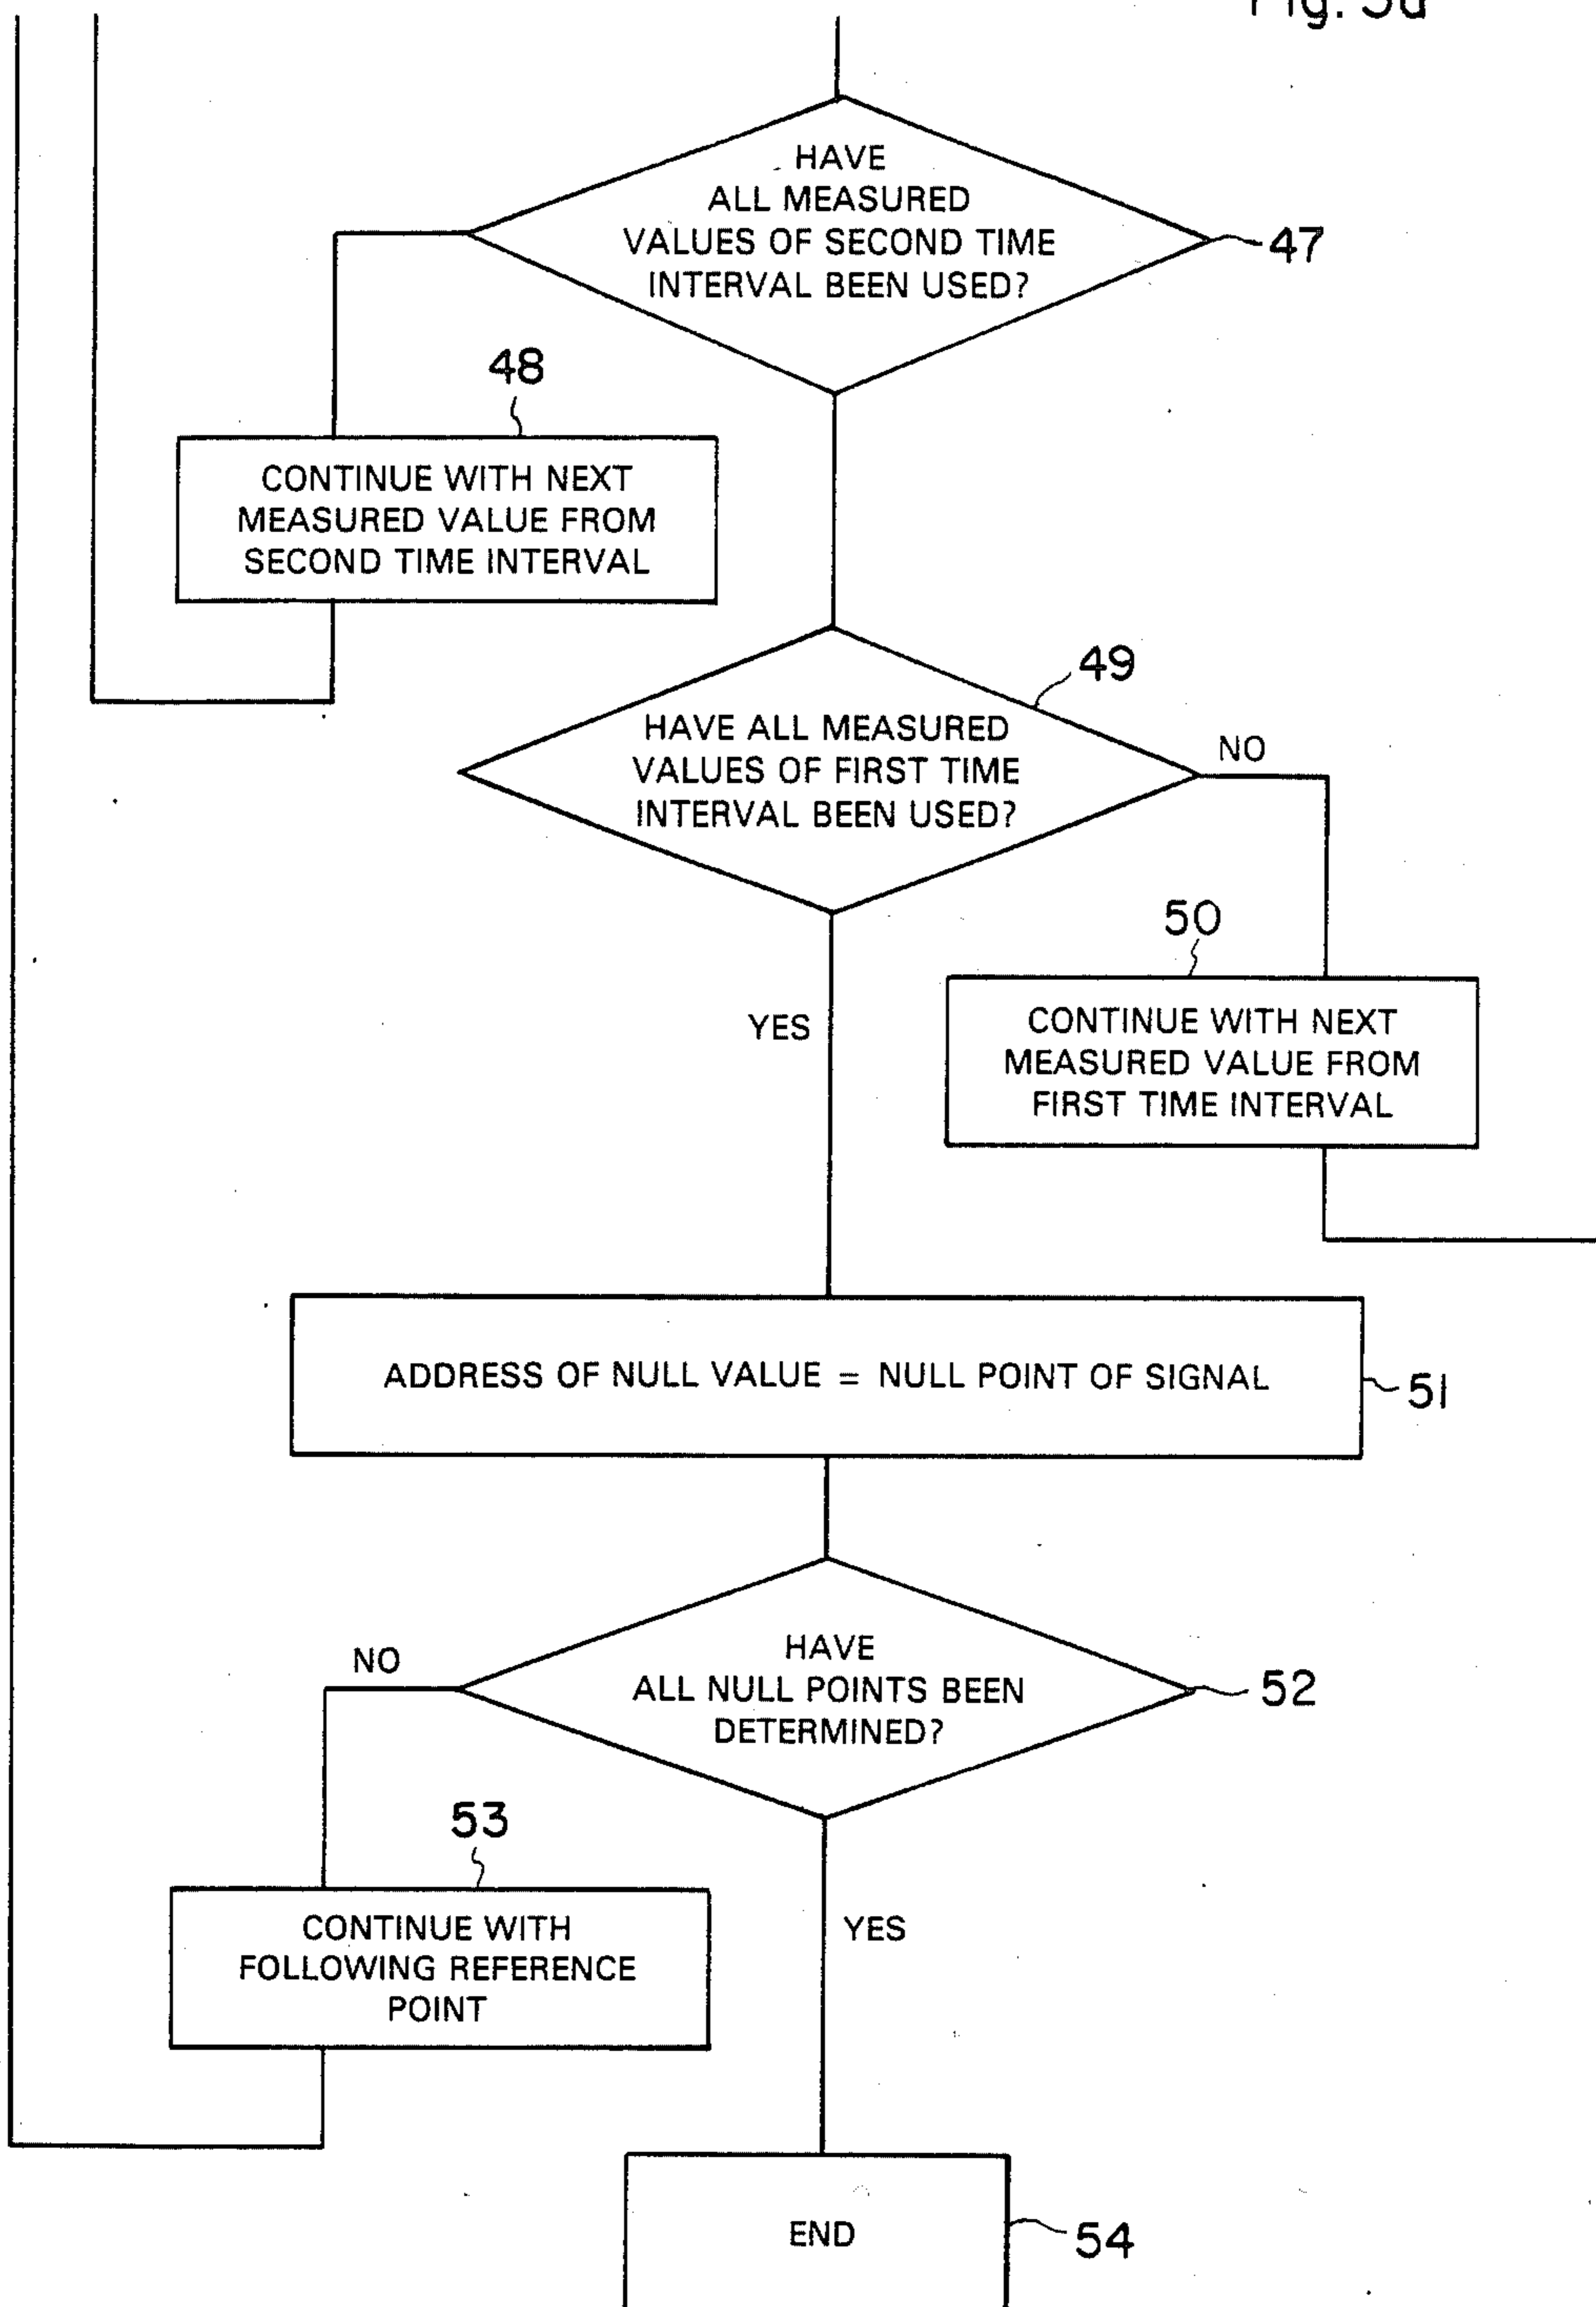 HAVE
ALL MEASURED
VALUES OF SECOND TIME
INTERVAL BEEN USED?
47
48
CONTINUE WITH NEXT
MEASURED VALUE FROM
SECOND TIME INTERVAL
49
HAVE ALL MEASURED
VALUES OF FIRST TIME
INTERVAL BEEN USED?
NO
50
YES
CONTINUE WITH NEXT
MEASURED VALUE FROM
FIRST TIME INTERVAL
ADDRESS OF NULL VALUE = NULL POINT OF SIGNAL
51
NO
HAVE
ALL NULL POINTS BEEN
DETERMINED?
52
53
CONTINUE WITH
FOLLOWING REFERENCE
POINT
YES
END
54